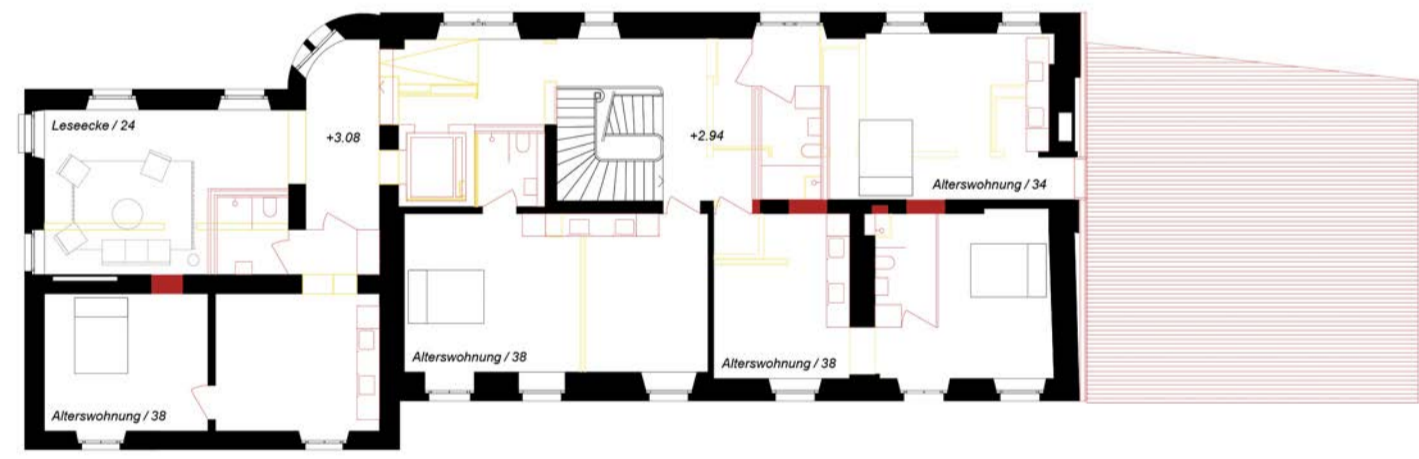 Leseecke / 24
+3.08
+2.94
Alterswohnung / 34
Alterswohnung / 38
Alterswohnung / 38
Alterswohnung / 38